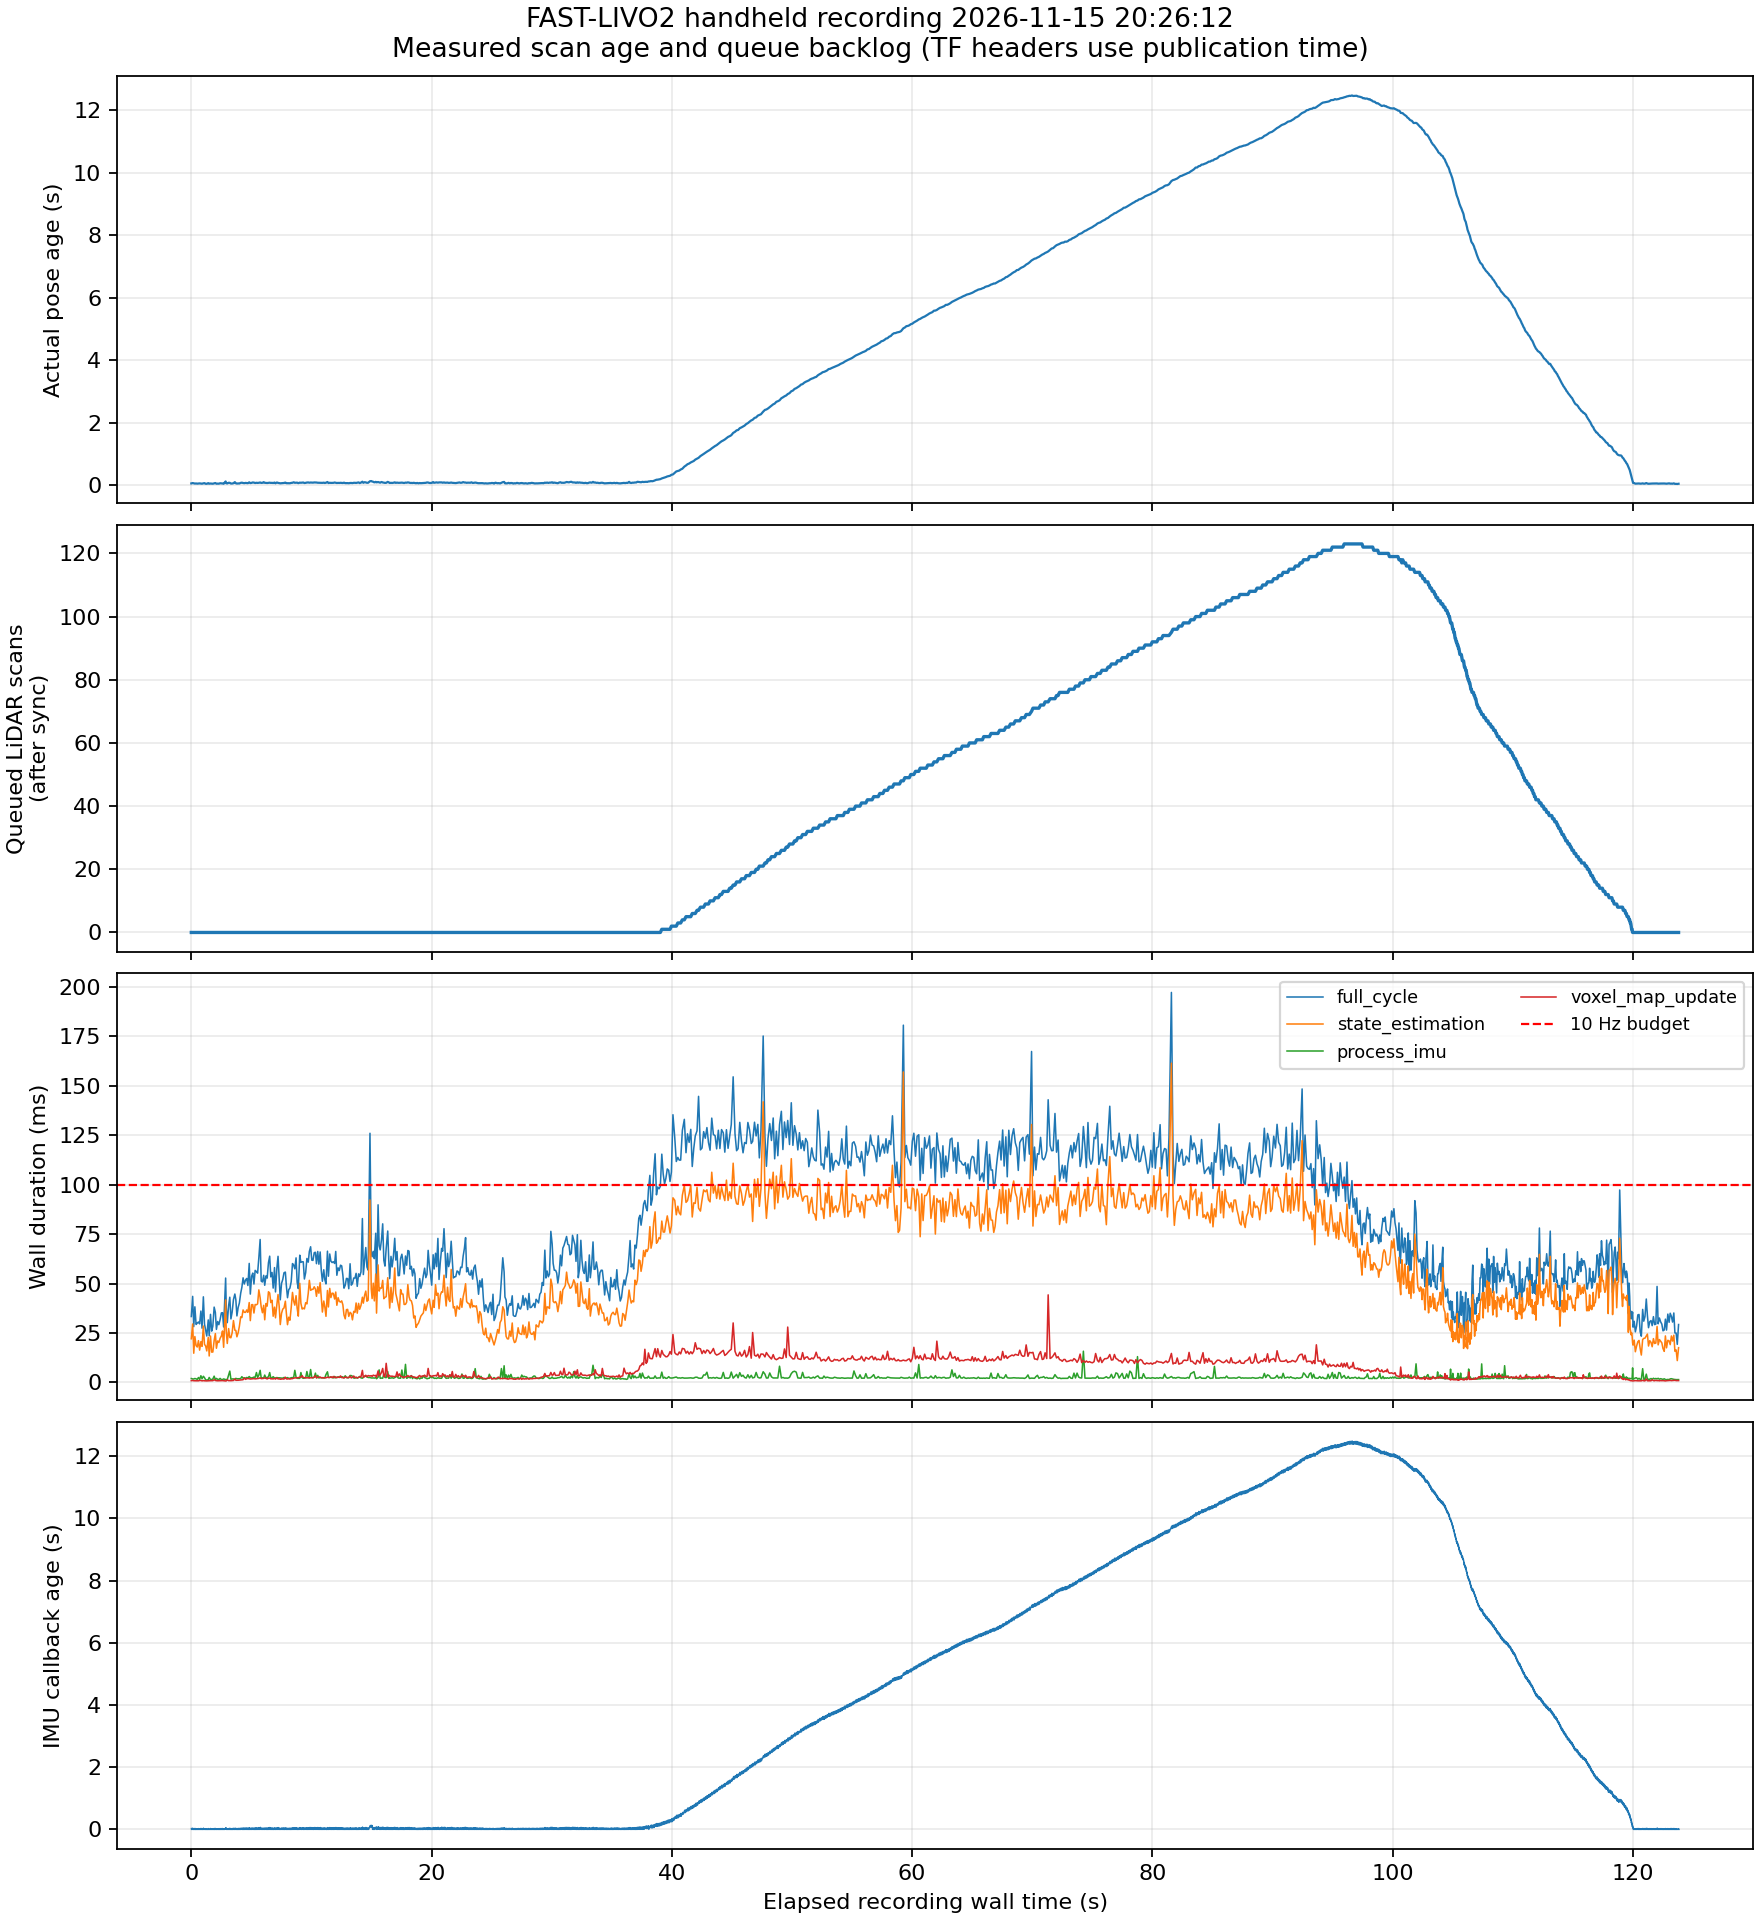 FAST-LIVO2 handheld recording 2026-11-15 20:26:12
Measured scan age and queue backlog (TF headers use publication time)
Actual pose age (s)
12
10
8
6
4
2
0
Queued LiDAR scans
(after sync)
120
100
80
60
40
20
0
Wall duration (ms)
200
175
150
125
100
75
50
25
0
full_cycle
state_estimation
process_imu
voxel_map_update
10 Hz budget
IMU callback age (s)
12
10
8
6
4
2
0
0 20 40 60 80 100 120
Elapsed recording wall time (s)